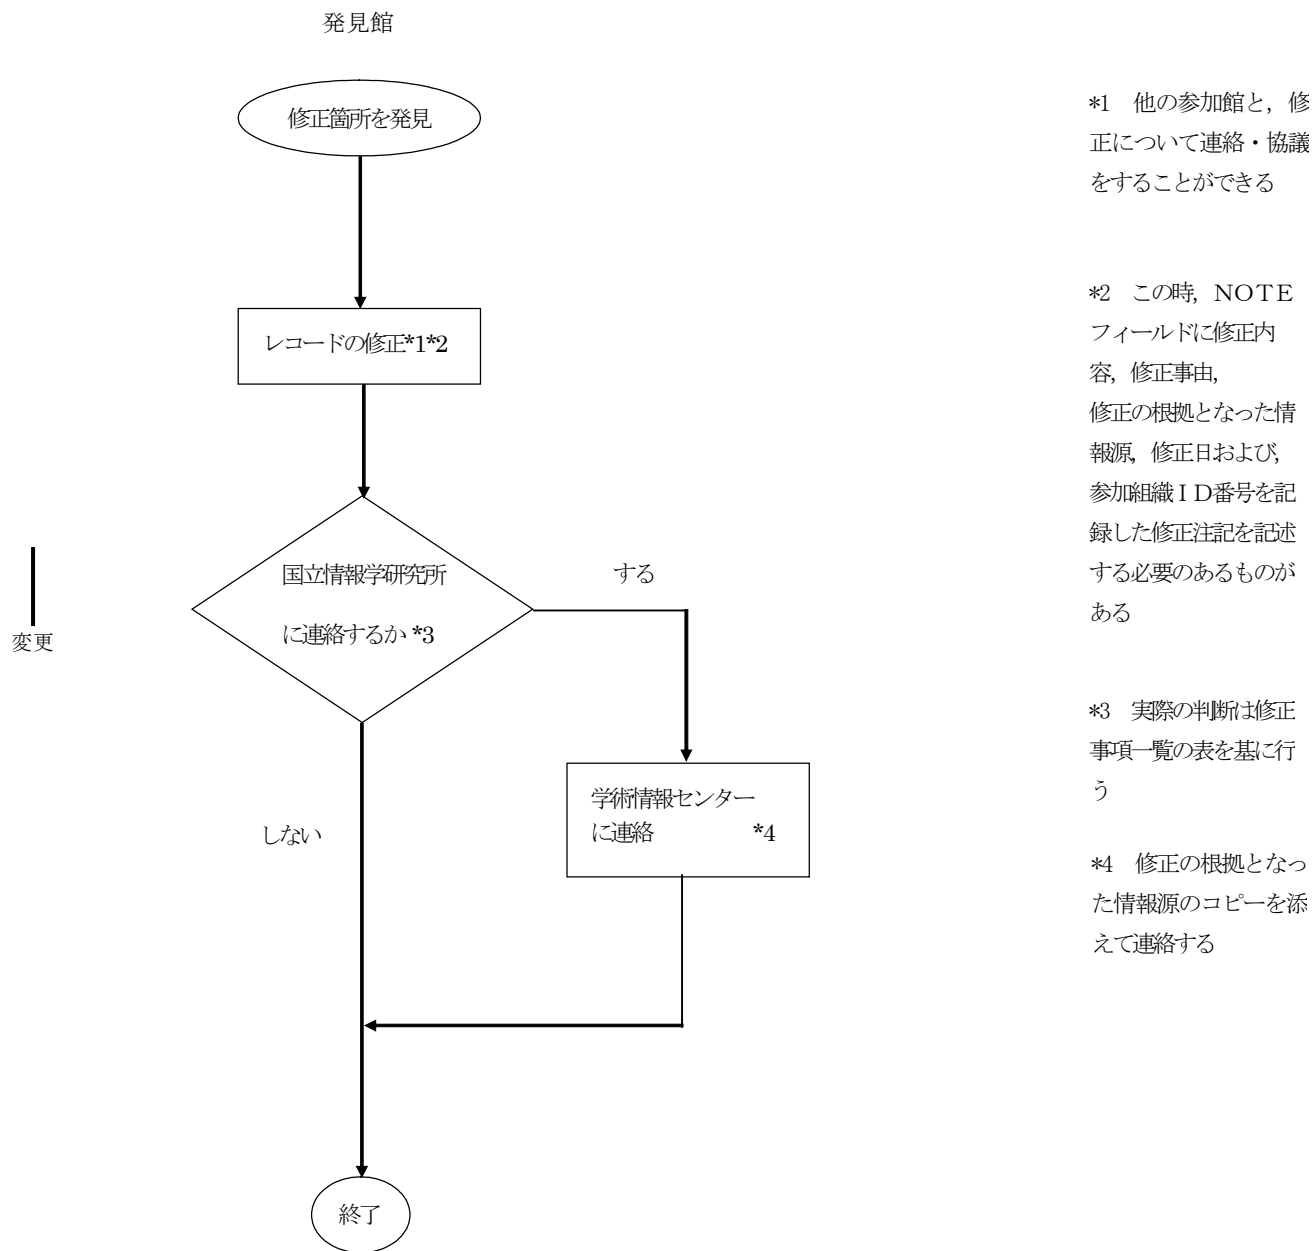 発見館
修正箇所を発見
レコードの修正*1*2
国立情報学研究所
に連絡するか *3
する
変更
学術情報センター
に連絡 *4
しない
終了
*1 他の参加館と，修
正について連絡・協議
をすることができる
*2 この時，ＮＯＴＥ
フィールドに修正内
容，修正事由，
修正の根拠となった情
報源，修正日および，
参加組織ＩＤ番号を記
録した修正注記を記述
する必要のあるものが
ある
*3 実際の判断は修正
事項一覧の表を基に行
う
*4 修正の根拠となっ
た情報源のコピーを添
えて連絡する